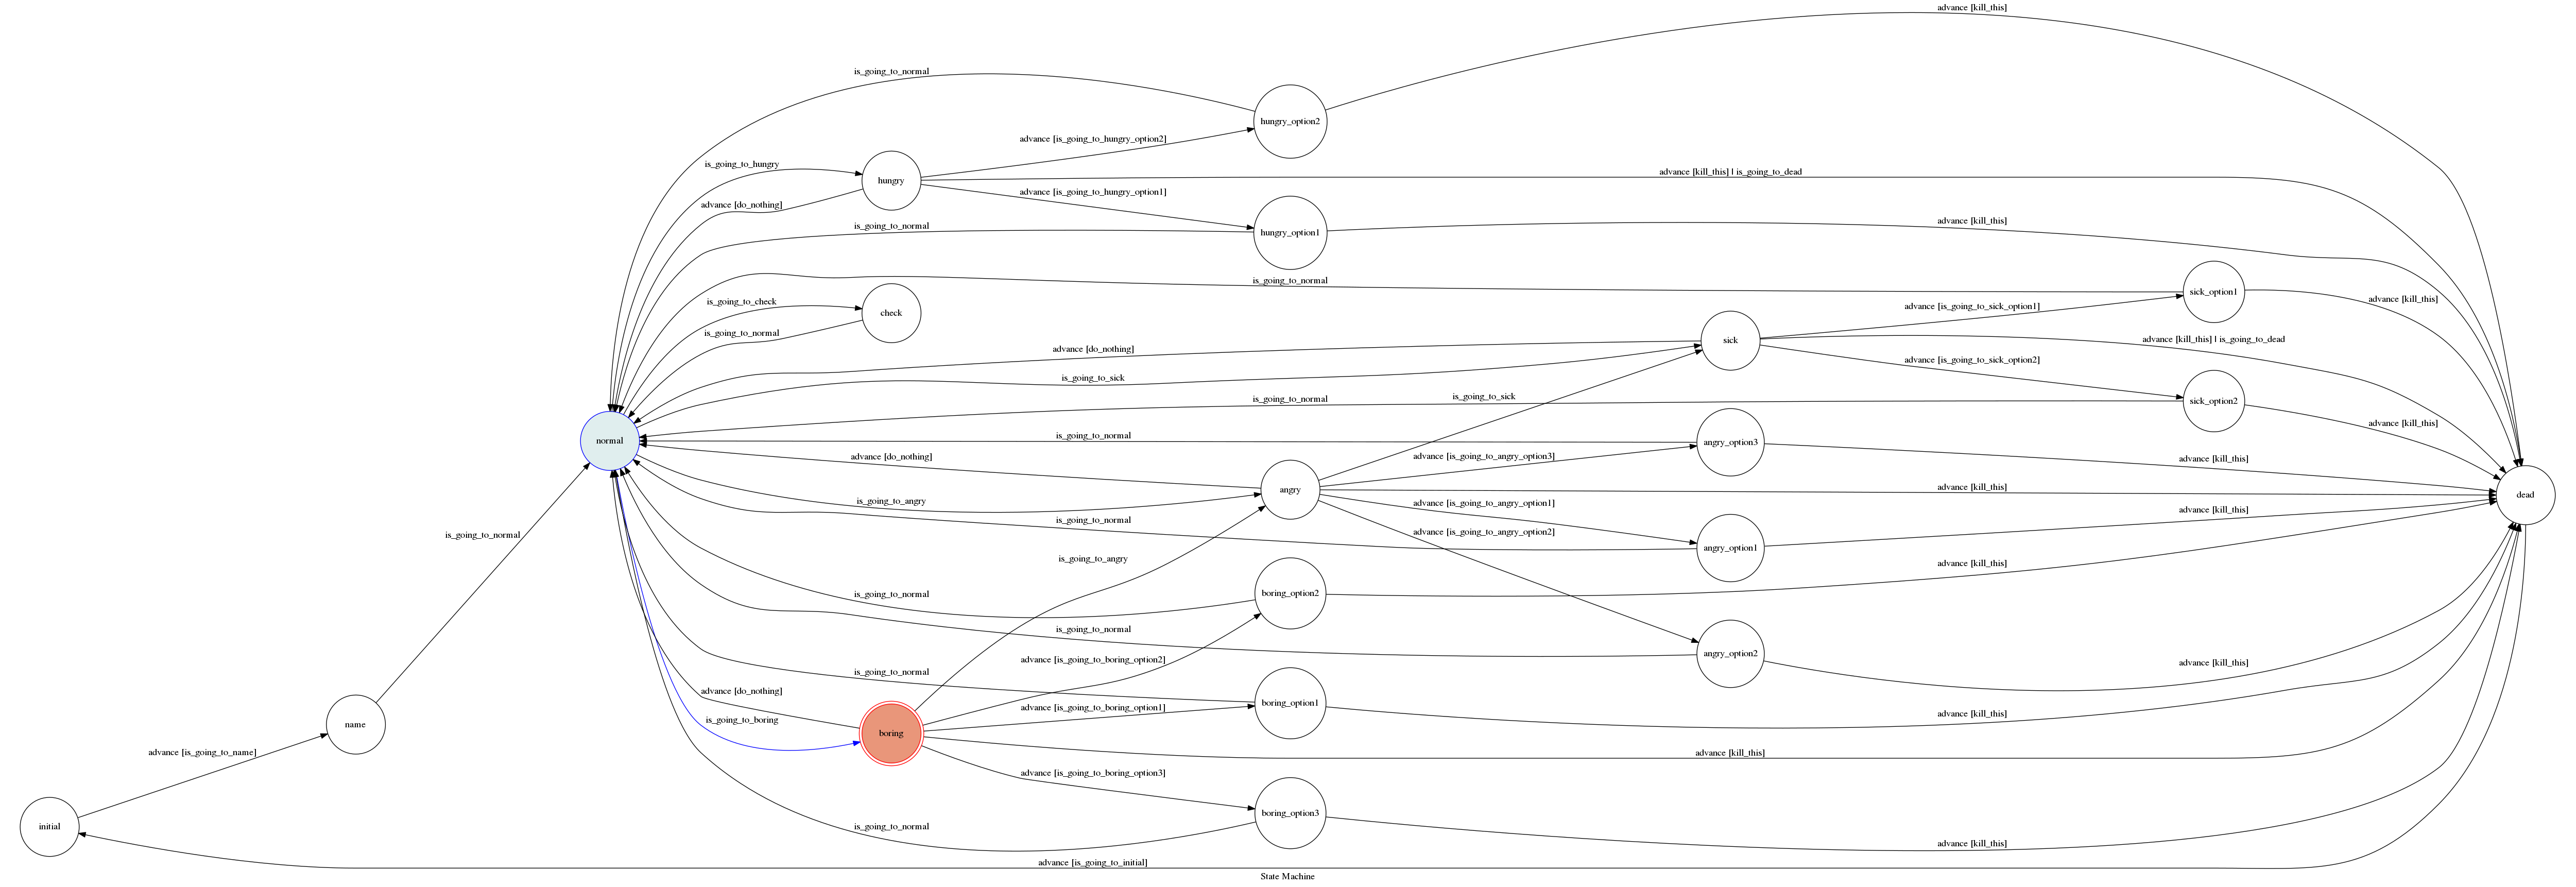 advance [kill_this]
is_going_to_normal
hungry_option2
advance [is_going_to_hungry_option2]
is_going_to_hungry
hungry
advance [kill_this] | is_going_to_dead
advance [is_going_to_hungry_option1]
advance [do_nothing]
is_going_to_normal
hungry_option1
advance [kill_this]
is_going_to_normal
sick_option1
is_going_to_check
check
advance [is_going_to_sick_option1]
advance [kill_this]
is_going_to_normal
sick
advance [kill_this] | is_going_to_dead
advance [do_nothing]
advance [is_going_to_sick_option2]
is_going_to_sick
is_going_to_normal
is_going_to_sick
sick_option2
advance [kill_this]
normal
is_going_to_normal
angry_option3
advance [do_nothing]
advance [is_going_to_angry_option3]
advance [kill_this]
angry
advance [kill_this]
dead
is_going_to_angry
advance [is_going_to_angry_option1]
advance [kill_this]
is_going_to_normal
is_going_to_normal
advance [is_going_to_angry_option2]
angry_option1
is_going_to_angry
advance [kill_this]
is_going_to_normal
boring_option2
is_going_to_normal
angry_option2
advance [is_going_to_boring_option2]
advance [kill_this]
is_going_to_normal
advance [do_nothing]
boring_option1
advance [is_going_to_boring_option1]
advance [kill_this]
is_going_to_boring
name
boring
advance [is_going_to_name]
advance [kill_this]
advance [is_going_to_boring_option3]
boring_option3
initial
is_going_to_normal
advance [kill_this]
advance [is_going_to_initial]
State Machine